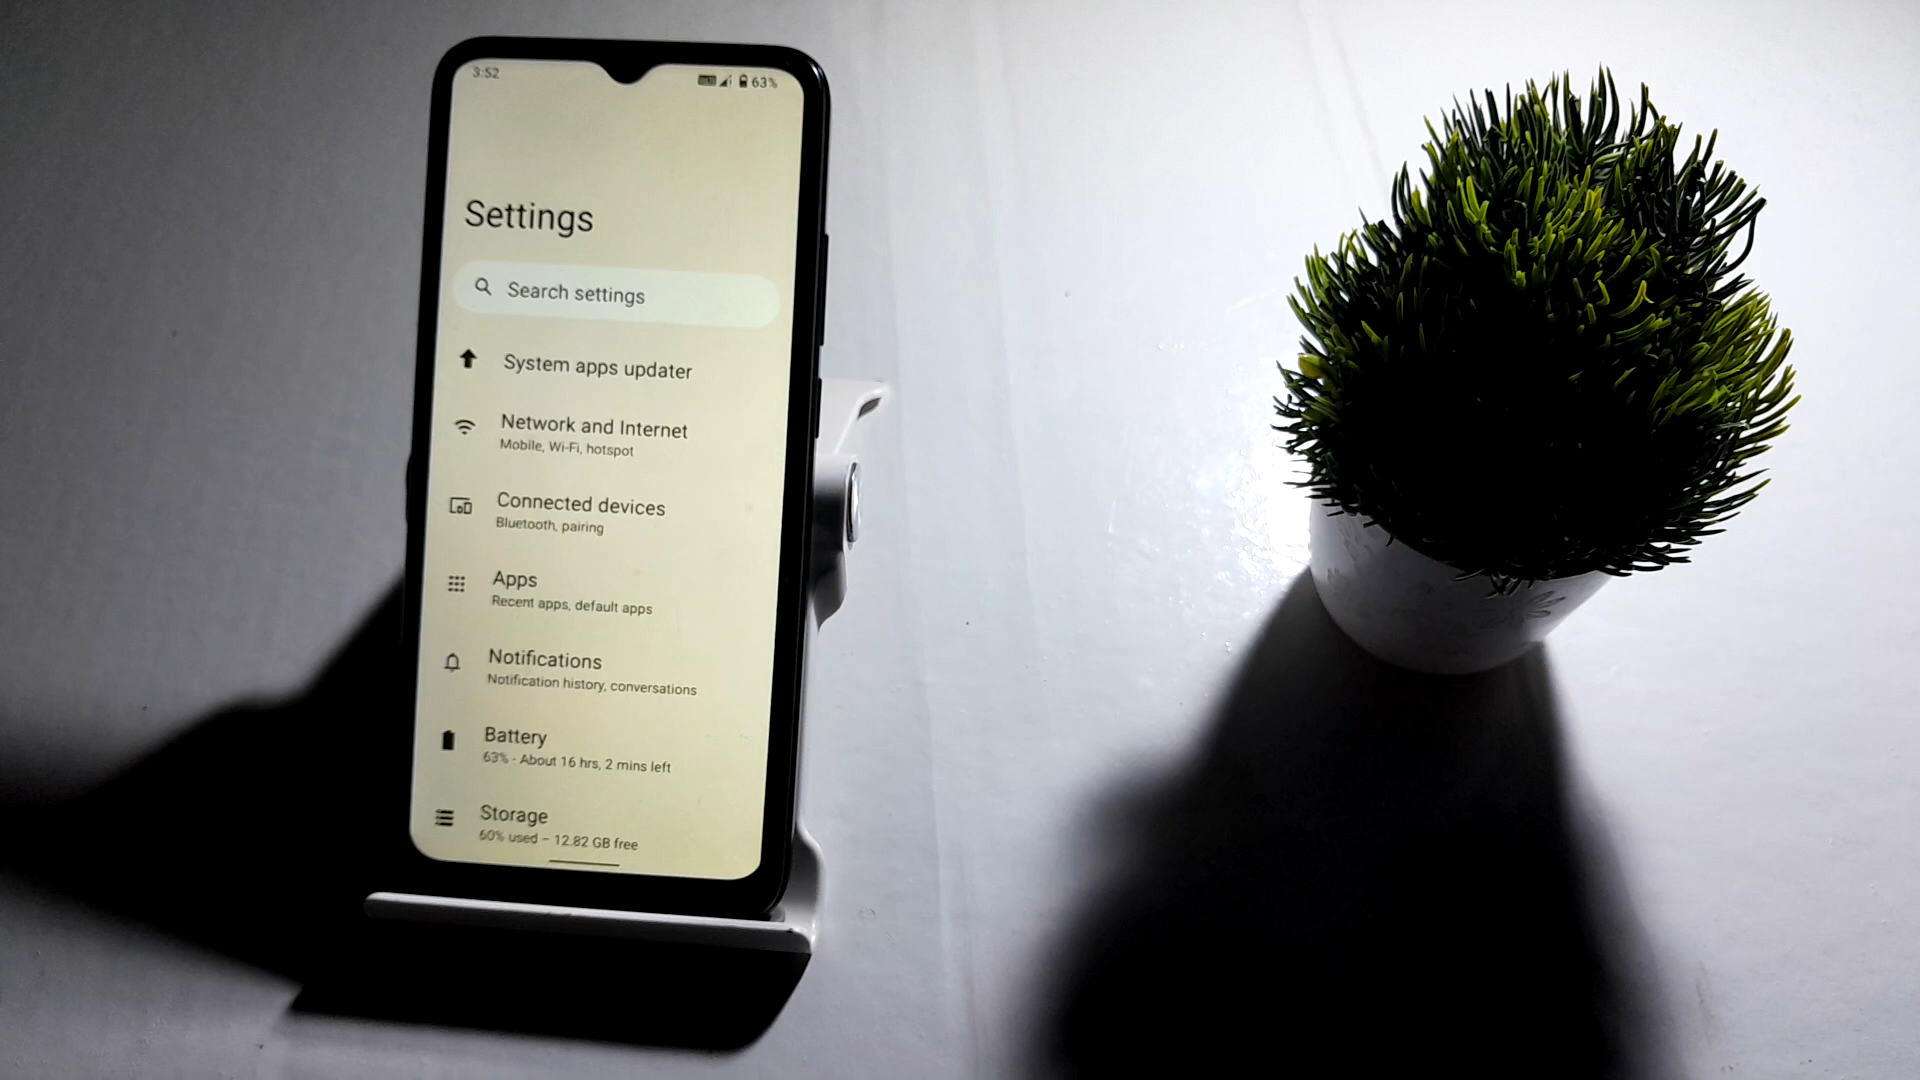 3:52
63%
Settings
Search settings
System apps updater
Network and Internet
Mobile, Wi-Fi, hotspot
Connected devices
Bluetooth, pairing
Apps
Recent apps, default apps
Notifications
Notification history, conversations
Battery
63% - About 16 hrs, 2 mins left
Storage
60% used – 12.82 GB free